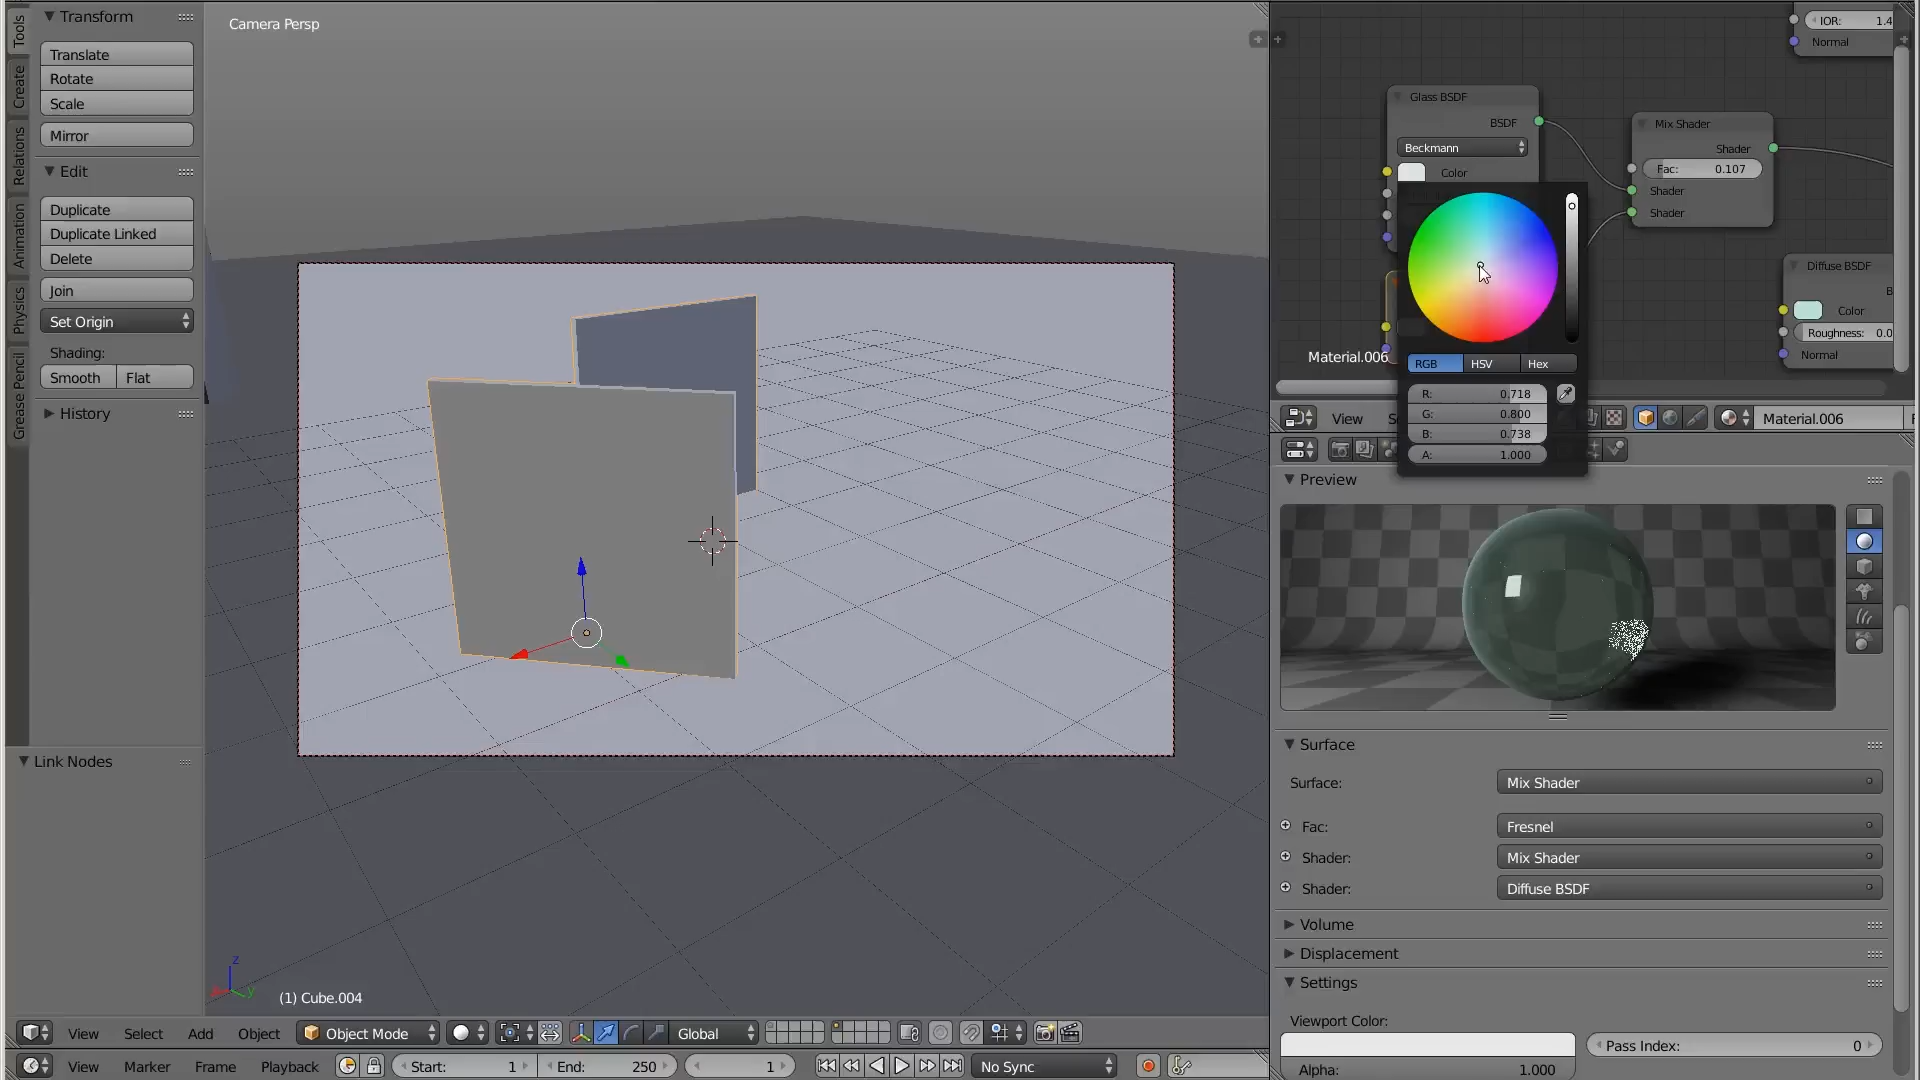 Tools
Create
Relations
Animation
Physics
Grease Pencil
Transform
Translate
Rotate
Scale
Mirror
Edit
Duplicate
Duplicate Linked
Delete
Join
Set Origin
Shading:
Smooth
Flat
History
Link Nodes
Camera Persp
z
y
(1) Cube.004
View
Select
Add
Object
Object Mode
Global
View
Marker
Frame
Playback
Start:
1
End:
250
1
No Sync
IOR:
1.4
Normal
Glass BSDF
BSDF
Beckmann
Color
Mix Shader
Shader
Fac:
0.107
Shader
Shader
Diffuse BSDF
B
Color
Roughness:
0.0
Normal
Material.006
RGB
HSV
Hex
R:
0.718
G:
0.800
B:
0.738
A:
1.000
View
Material.006
Preview
Surface
Surface:
Mix Shader
Fac:
Fresnel
Shader:
Mix Shader
Shader:
Diffuse BSDF
Volume
Displacement
Settings
Viewport Color:
Pass Index:
0
Alpha:
1.000